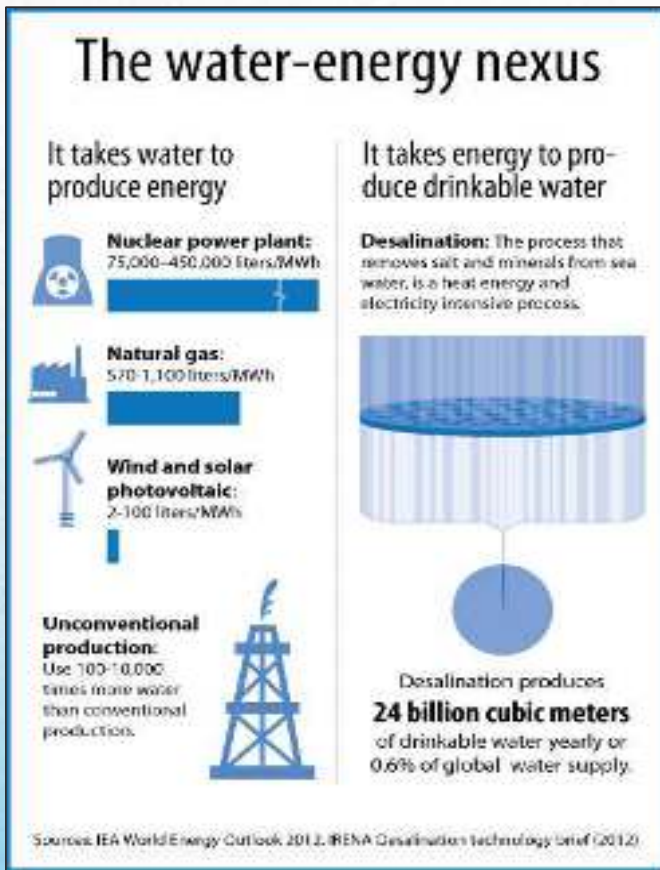 The water-energy nexus
It takes water to
produce energy
Nuclear power plant:
75,000–450,000 liters/MWh
Natural gas:
570-1,100 liters/MWh
Wind and solar
photovoltaic:
2-100 liters/MWh
Unconventional
production:
Use 100-10,000
times more water
than conventional
production.
It takes energy to pro-
duce drinkable water
Desalination: The process that
removes salt and minerals from sea
water, is a heat energy and
electricity intensive process.
Desalination produces
24 billion cubic meters
of drinkable water yearly or
0.6% of global water supply.
Sources: IEA World Energy Outlook 2012. IRENA Desalination technology brief (2012)